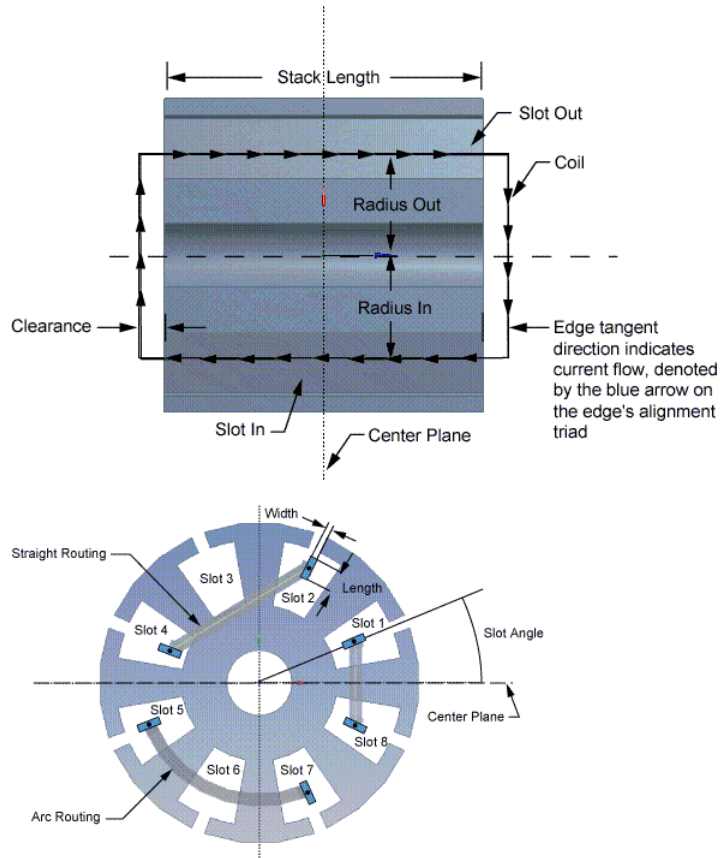 Stack Length
Slot Out
Coil
Radius Out
Radius In
Clearance
Edge tangent
direction indicates
current flow, denoted
by the blue arrow on
the edge's alignment
triad
Slot In
Center Plane
Width
Straight Routing
Slot 3
Slot 2
Length
Slot 4
Slot 1
Slot Angle
Center Plane
Slot 5
Slot 8
Slot 6
Slot 7
Arc Routing